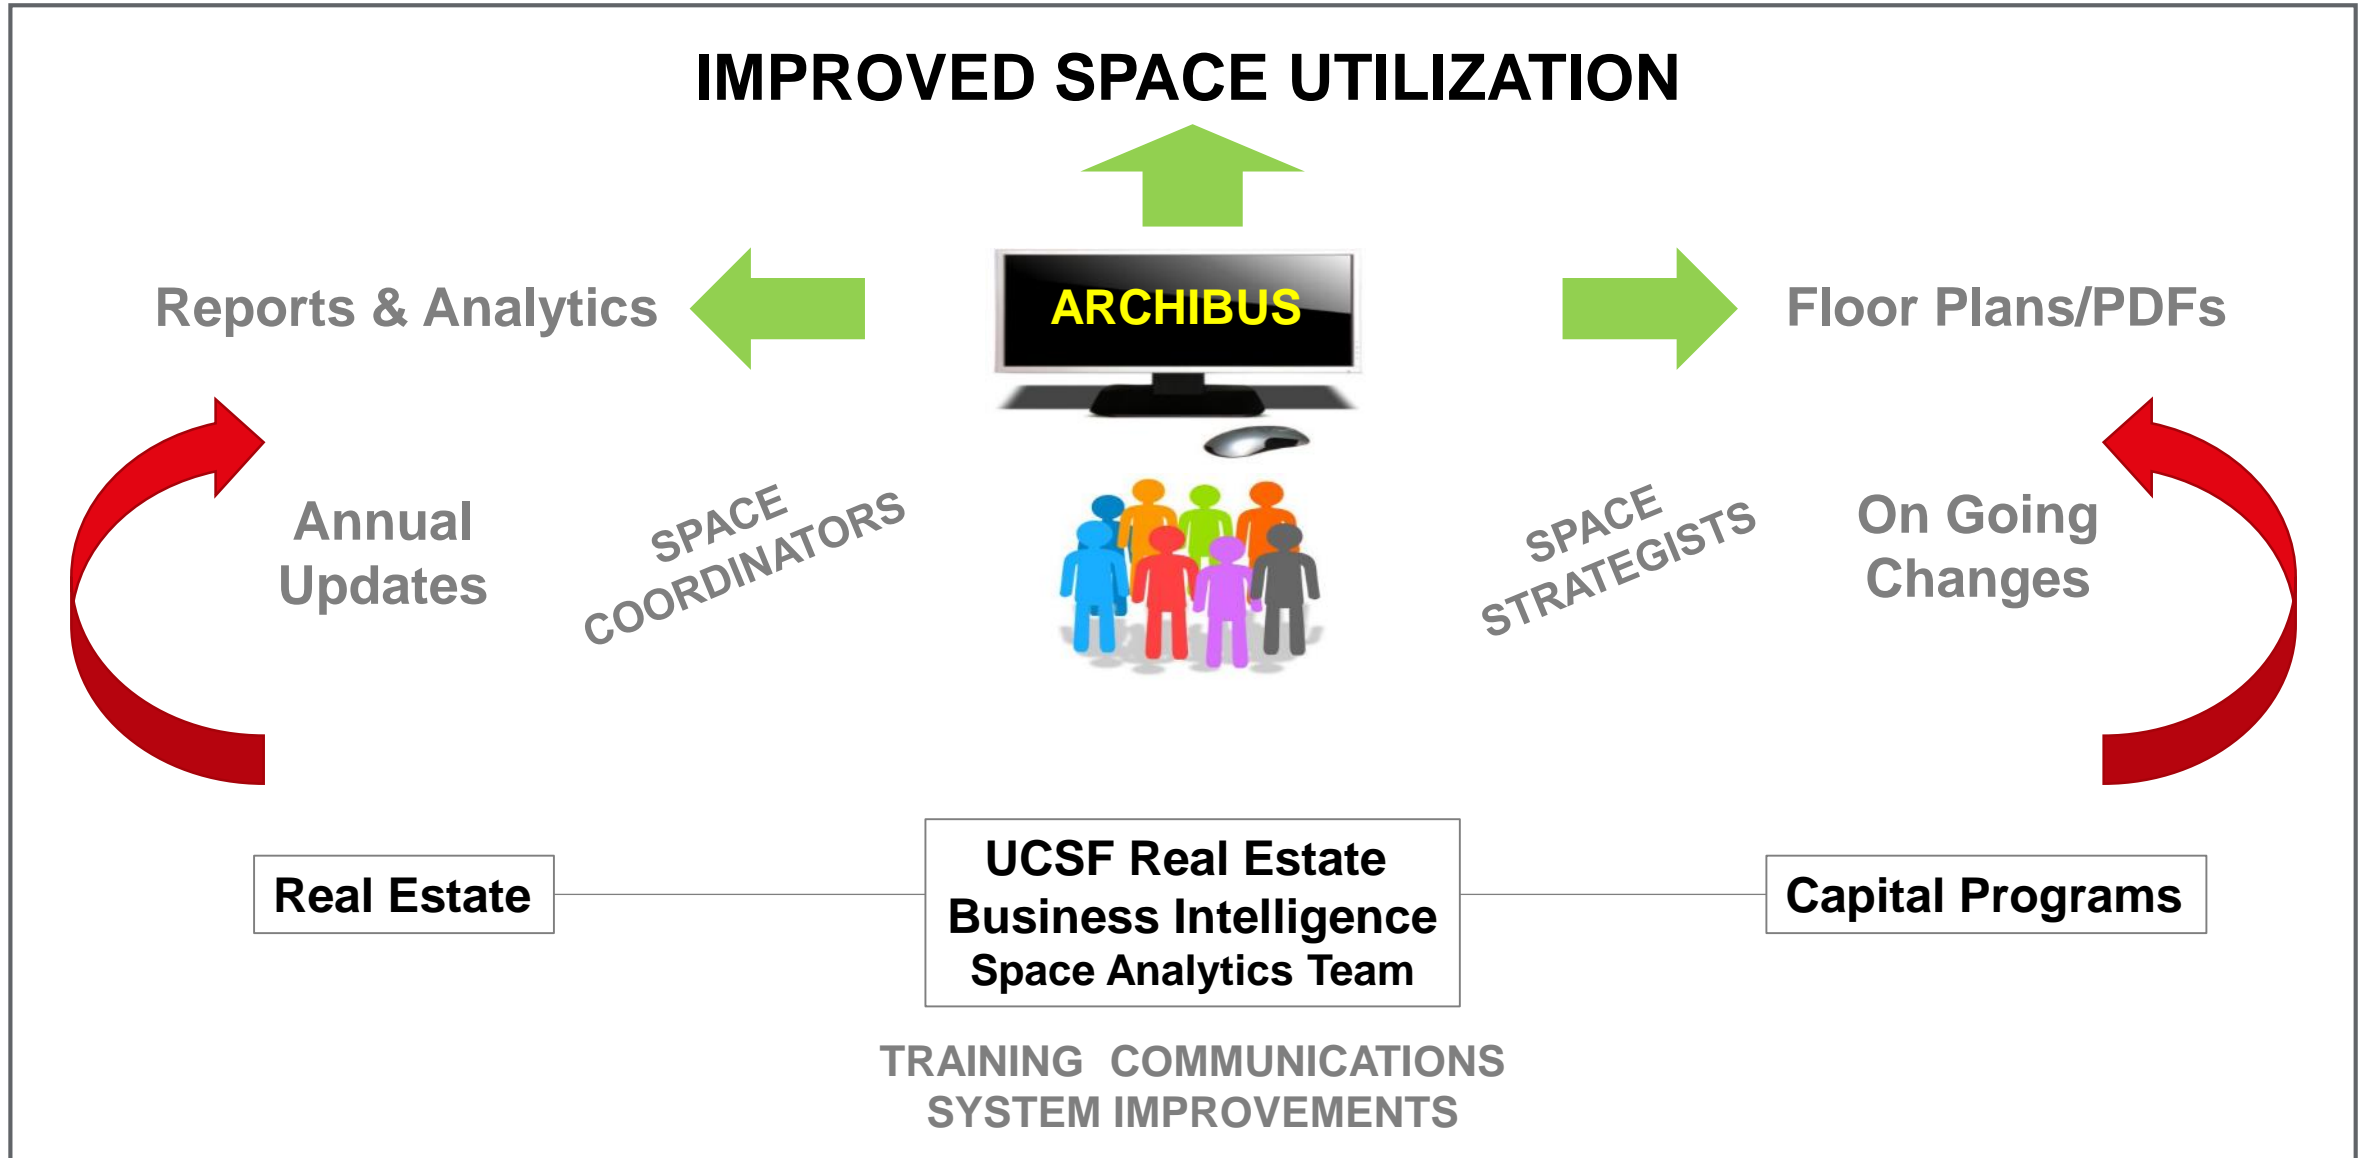 IMPROVED SPACE UTILIZATION
Reports & Analytics
ARCHIBUS
Floor Plans/PDFs
Annual
Updates
SPACE
COORDINATORS
SPACE
STRATEGISTS
On Going
Changes
Real Estate
UCSF Real Estate
Business Intelligence
Space Analytics Team
Capital Programs
TRAINING COMMUNICATIONS
SYSTEM IMPROVEMENTS